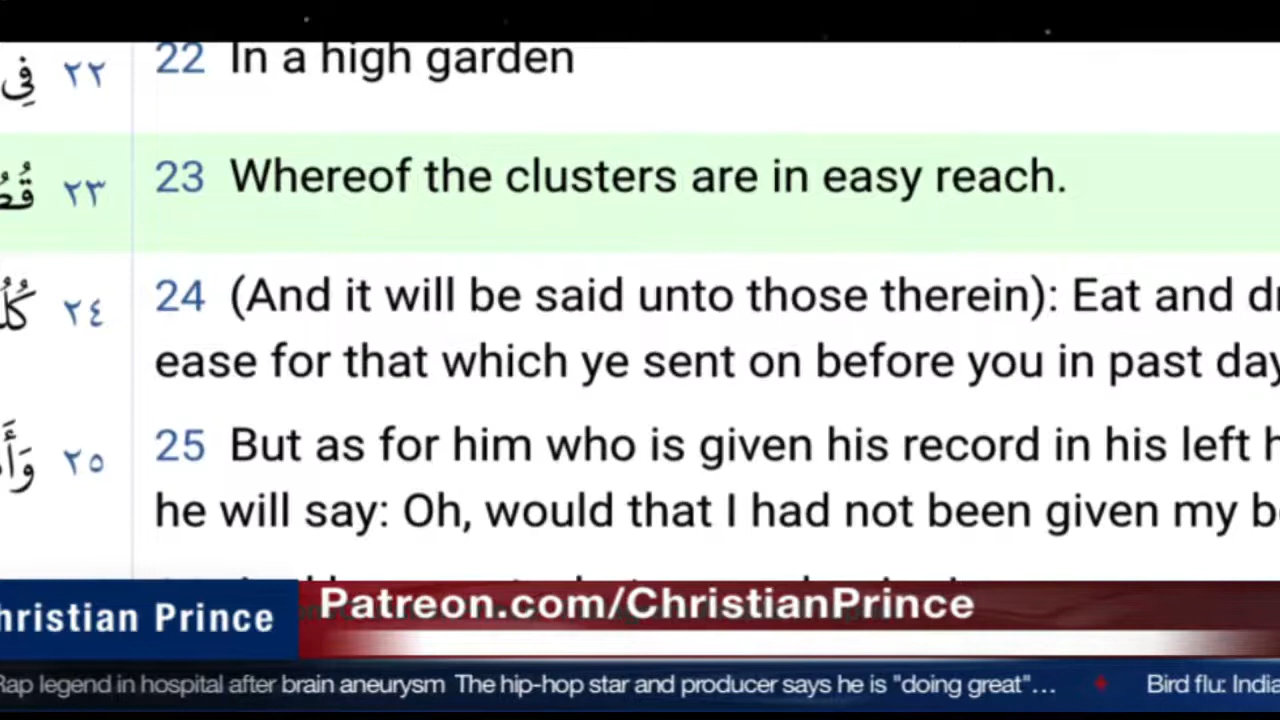 فِي ٢٢ 22 In a high garden
٢٣ 23 Whereof the clusters are in easy reach.
٢٤ 24 (And it will be said unto those therein): Eat and
ease for that which ye sent on before you in past
٢٥ 25 But as for him who is given his record in his left
he will say: Oh, would that I had not been given my
hristian Prince Patreon.com/ChristianPrince
Rap legend in hospital after brain aneurysm The hip-hop star and producer says he is "doing great"... Bird flu: